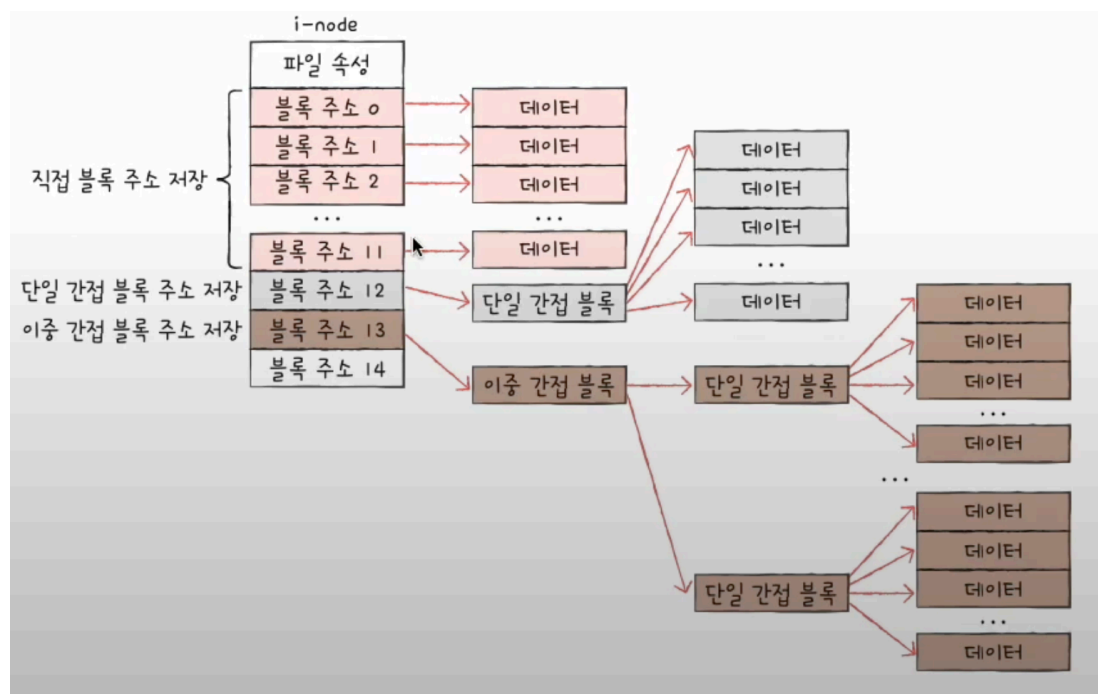 i-node
파일 속성
블록 주소 0
블록 주소 1
블록 주소 2
...
블록 주소 11
블록 주소 12
블록 주소 13
블록 주소 14
직접 블록 주소 저장
단일 간접 블록 주소 저장
이중 간접 블록 주소 저장
데이터
데이터
데이터
...
데이터
단일 간접 블록
이중 간접 블록
데이터
데이터
데이터
...
데이터
단일 간접 블록
단일 간접 블록
데이터
데이터
데이터
...
데이터
...
데이터
데이터
데이터
...
데이터